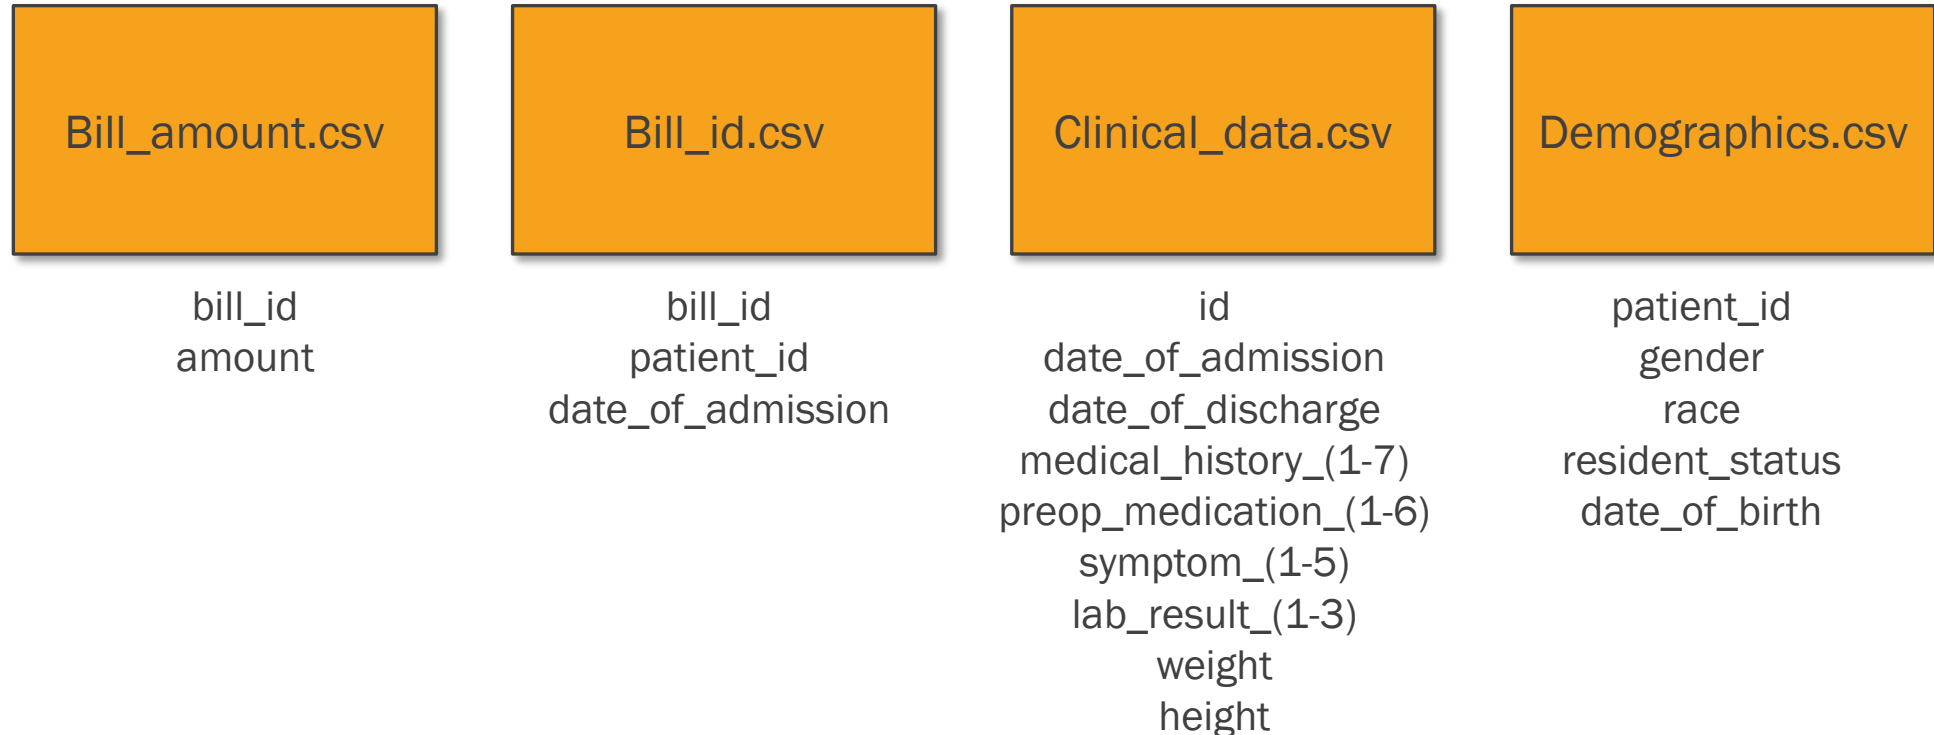 Bill_amount.csv
bill_id
amount
Bill_id.csv
bill_id
patient_id
date_of_admission
Clinical_data.csv
id
date_of_admission
date_of_discharge
medical_history_(1-7)
preop_medication_(1-6)
symptom_(1-5)
lab_result_(1-3)
weight
height
Demographics.csv
patient_id
gender
race
resident_status
date_of_birth